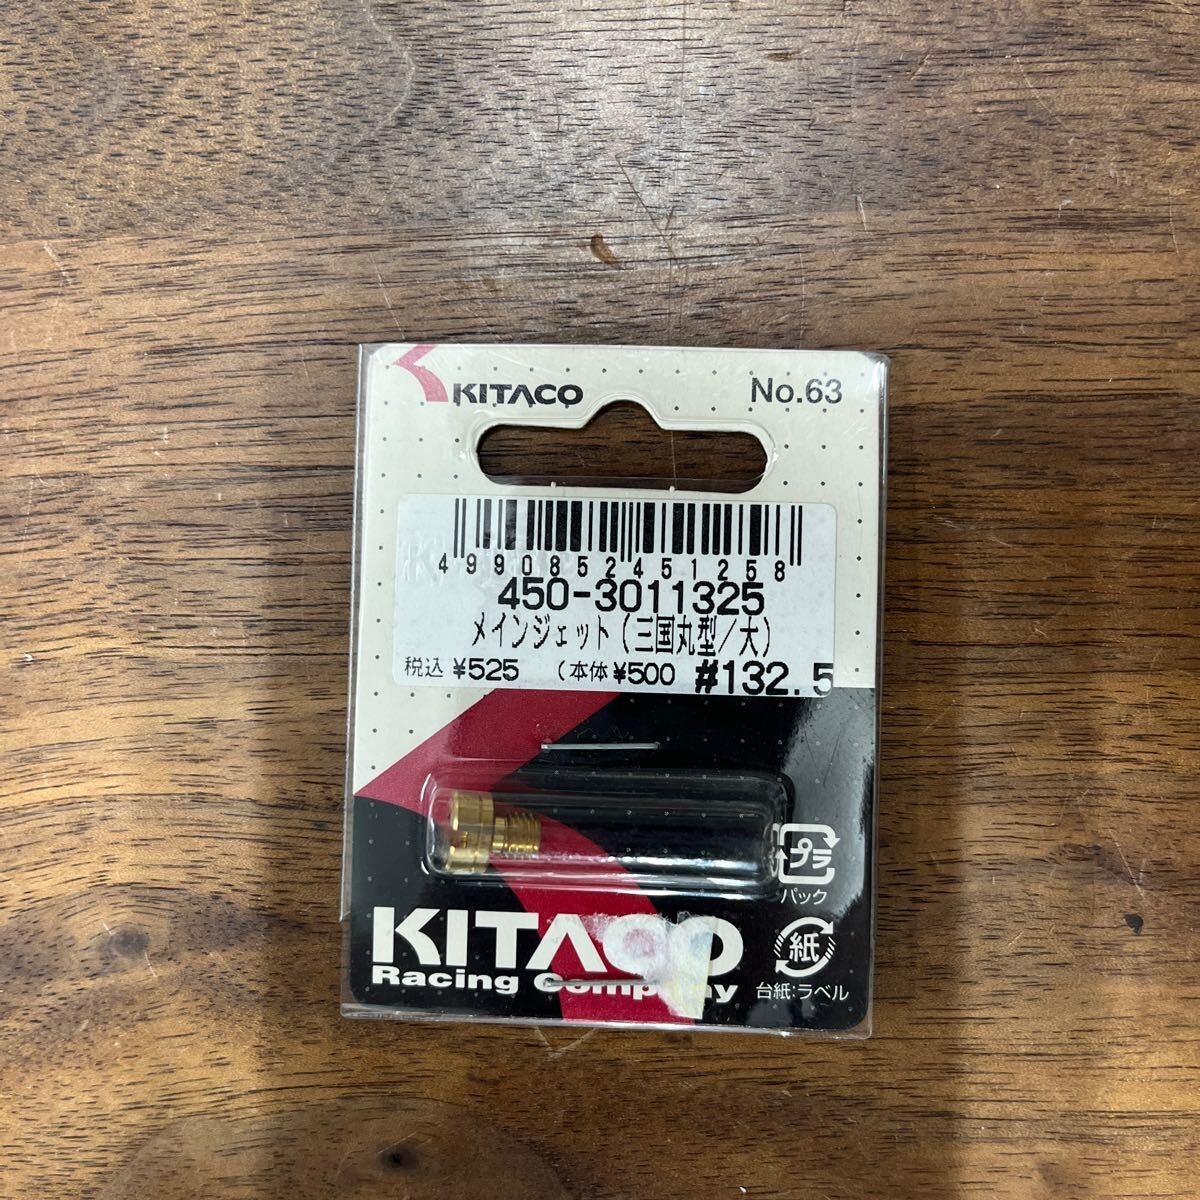 KITACO
No.63
4990852451258
450-3011325
メインジェット(三国丸型/大)
税込 ¥525 (本体¥500 #132.5
プラ
パック
KITACO
Racing Company
紙
台紙:ラベル